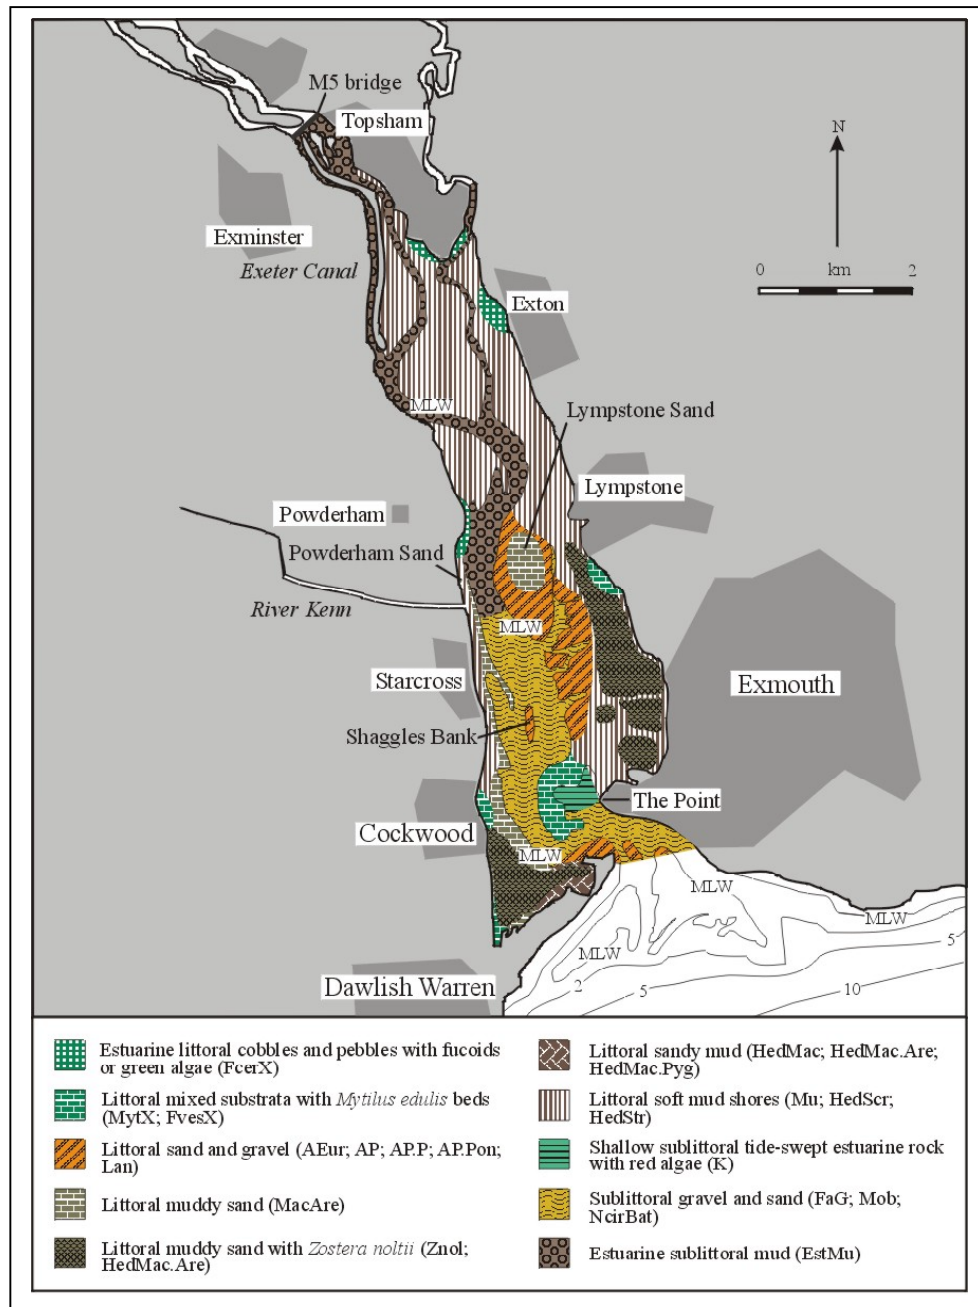 M5 bridge
Topsham
N
Exminster
Exeter Canal
0 km 2
Exton
MLW
Lympstone Sand
Lympstone
Powderham
Powderham Sand
River Kenn
MLW
Starcross
Exmouth
Shaggles Bank
The Point
Cockwood
MLW
MLW
MLW
MLW
5
Dawlish Warren
2
5
10
Estuarine littoral cobbles and pebbles with fucoids
or green algae (FcerX)
Littoral mixed substrata with Mytilus edulis beds
(MytX; FvesX)
Littoral sand and gravel (AEur; AP; AP.P; AP.Pon;
Lan)
Littoral muddy sand (MacAre)
Littoral muddy sand with Zostera noltii (Znol;
HedMac.Are)
Littoral sandy mud (HedMac; HedMac.Are;
HedMac.Pyg)
Littoral soft mud shores (Mu; HedScr;
HedStr)
Shallow sublittoral tide-swept estuarine rock
with red algae (K)
Sublittoral gravel and sand (FaG; Mob;
NcirBat)
Estuarine sublittoral mud (EstMu)